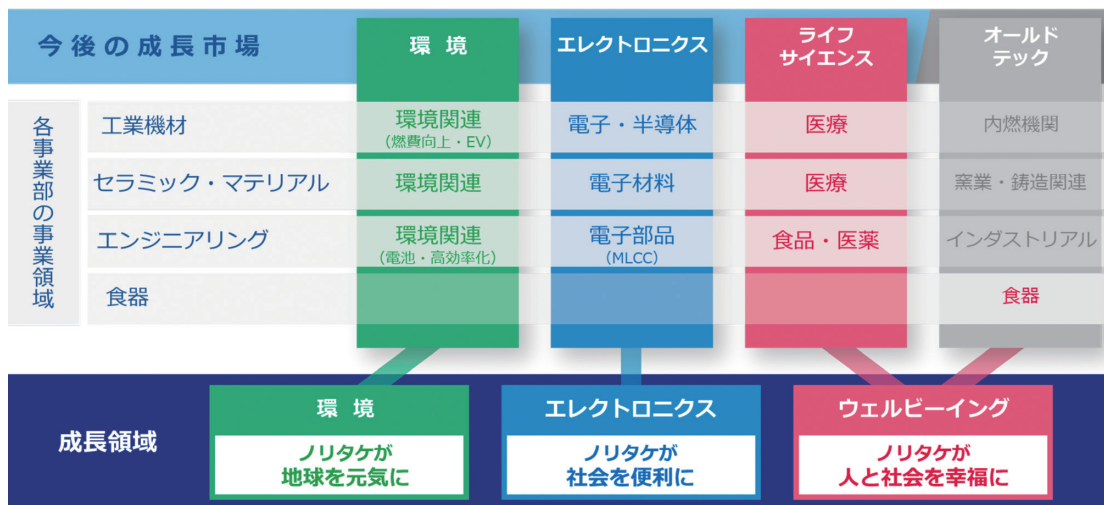 今後の成長市場
環 境
エレクトロニクス
ライフ
サイエンス
オールド
テック
各事業部の事業領域
工業機材
環境関連
(燃費向上・EV)
電子・半導体
医療
内燃機関
セラミック・マテリアル
環境関連
電子材料
医療
窯業・鋳造関連
エンジニアリング
環境関連
(電池・高効率化)
電子部品
(MLCC)
食品・医薬
インダストリアル
食器
食器
成長領域
環 境
ノリタケが
地球を元気に
エレクトロニクス
ノリタケが
社会を便利に
ウェルビーイング
ノリタケが
人と社会を幸福に